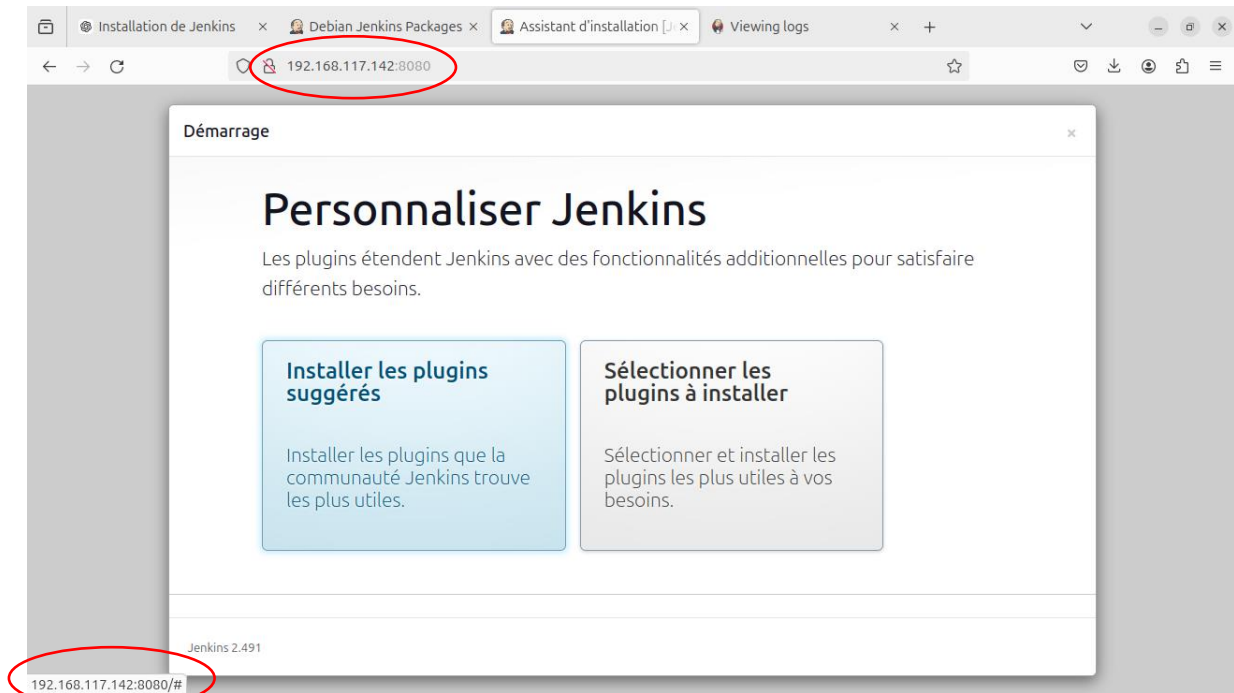 Installation de Jenkins
Debian Jenkins Packages
Assistant d'installation [J
Viewing logs
192.168.117.142:8080
Démarrage
Personnaliser Jenkins
Les plugins étendent Jenkins avec des fonctionnalités additionnelles pour satisfaire
différents besoins.
Installer les plugins
suggérés
Installer les plugins que la
communauté Jenkins trouve
les plus utiles.
Sélectionner les
plugins à installer
Sélectionner et installer les
plugins les plus utiles à vos
besoins.
Jenkins 2.491
192.168.117.142:8080/#